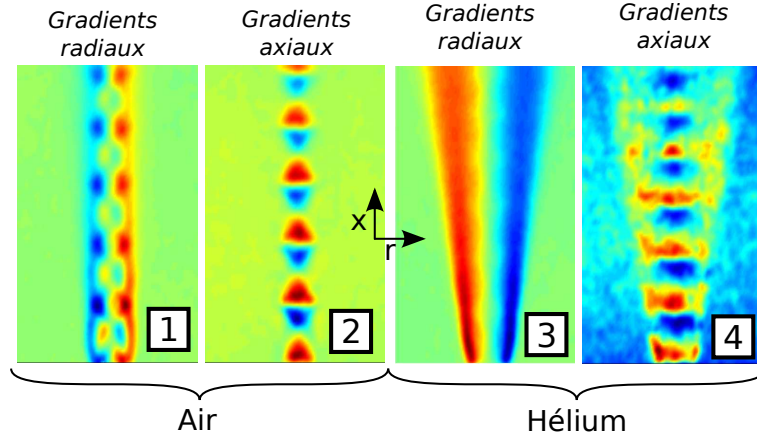 Gradients
radiaux
Gradients
axiaux
Gradients
radiaux
Gradients
axiaux
x
r
1
2
3
4
Air
Hélium